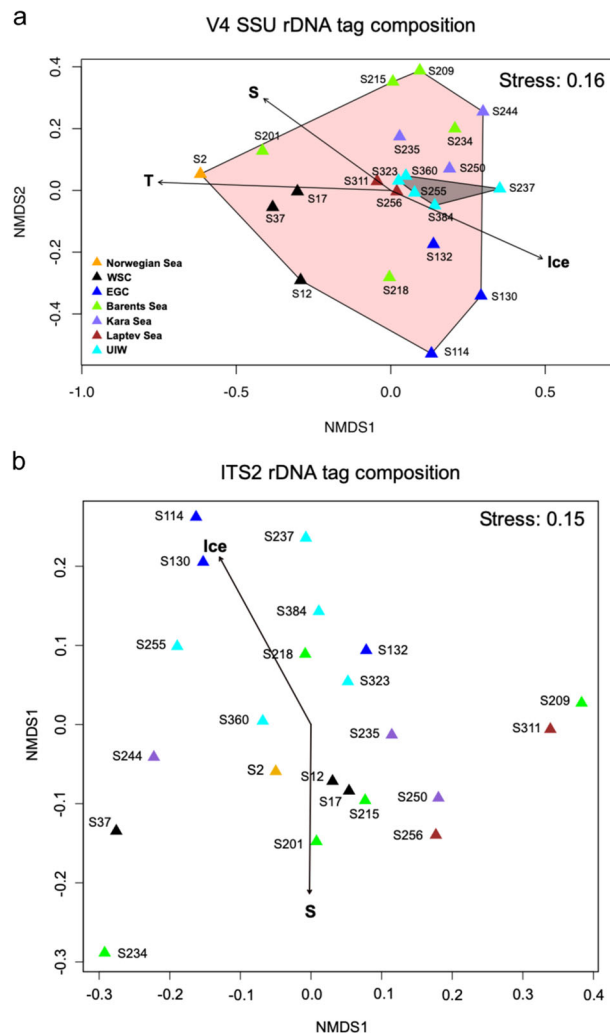 a
V4 SSU rDNA tag composition
Stress: 0.16
S209
S215
S
S244
S235
S234
S201
S2
S250
T
S323
S360
S311
S237
S255
S256
S17
S384
S37
S132
Ice
Norwegian Sea
WSC
EGC
Barents Sea
Kara Sea
Laptev Sea
UIW
S12
S218
S130
S114
NMDS2
0.4
0.2
0.0
-0.2
-0.4
-1.0
-0.5
0.0
0.5
NMDS1
b
ITS2 rDNA tag composition
Stress: 0.15
S114
S237
Ice
S130
S384
S255
S218
S132
S323
S209
S360
S235
S311
S244
S2
S12
S250
S17
S37
S215
S256
S201
S
S234
NMDS1
0.2
0.1
0.0
-0.1
-0.2
-0.3
-0.3
-0.2
-0.1
0.0
0.1
0.2
0.3
0.4
NMDS1